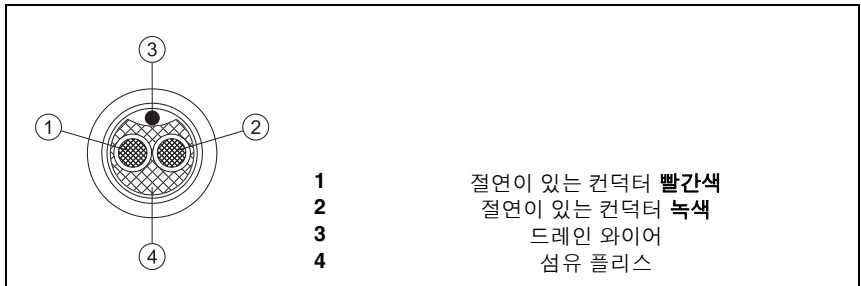 ③
① ②
④
1 절연이 있는 컨덕터 빨간색
2 절연이 있는 컨덕터 녹색
3 드레인 와이어
4 섬유 플리스